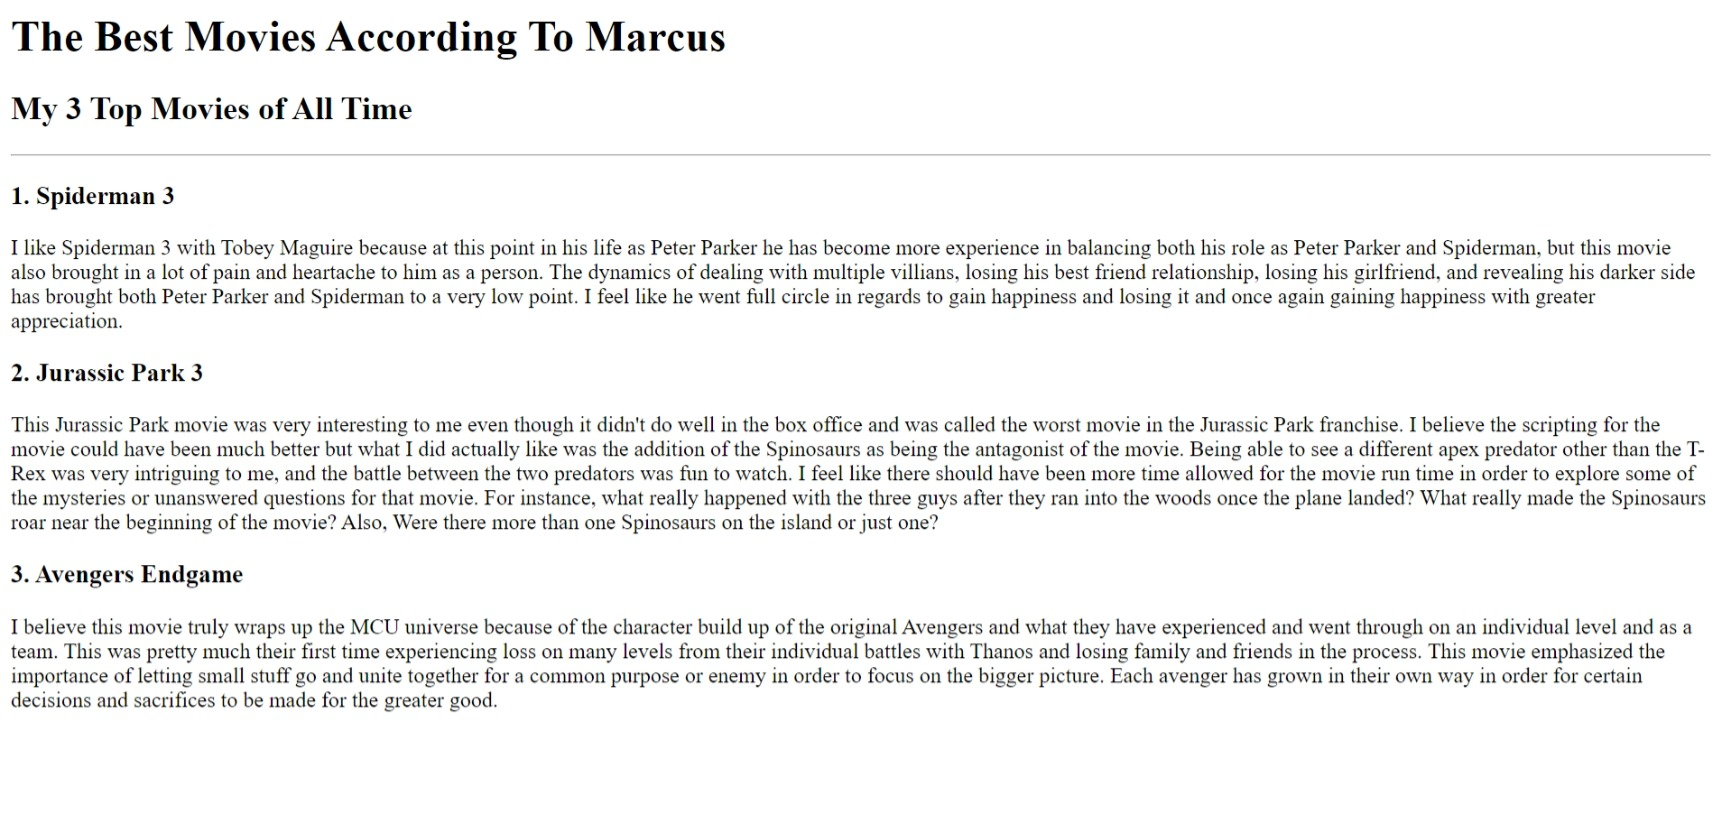 The Best Movies According To Marcus
My 3 Top Movies of All Time
1. Spiderman 3
I like Spiderman 3 with Tobey Maguire because at this point in his life as Peter Parker he has become more experience in balancing both his role as Peter Parker and Spiderman, but this movie
also brought in a lot of pain and heartache to him as a person. The dynamics of dealing with multiple villians, losing his best friend relationship, losing his girlfriend, and revealing his darker side
has brought both Peter Parker and Spiderman to a very low point. I feel like he went full circle in regards to gain happiness and losing it and once again gaining happiness with greater
appreciation.
2. Jurassic Park 3
This Jurassic Park movie was very interesting to me even though it didn't do well in the box office and was called the worst movie in the Jurassic Park franchise. I believe the scripting for the
movie could have been much better but what I did actually like was the addition of the Spinosaurs as being the antagonist of the movie. Being able to see a different apex predator other than the T-
Rex was very intriguing to me, and the battle between the two predators was fun to watch. I feel like there should have been more time allowed for the movie run time in order to explore some of
the mysteries or unanswered questions for that movie. For instance, what really happened with the three guys after they ran into the woods once the plane landed? What really made the Spinosaurs
roar near the beginning of the movie? Also, Were there more than one Spinosaurs on the island or just one?
3. Avengers Endgame
I believe this movie truly wraps up the MCU universe because of the character build up of the original Avengers and what they have experienced and went through on an individual level and as a
team. This was pretty much their first time experiencing loss on many levels from their individual battles with Thanos and losing family and friends in the process. This movie emphasized the
importance of letting small stuff go and unite together for a common purpose or enemy in order to focus on the bigger picture. Each avenger has grown in their own way in order for certain
decisions and sacrifices to be made for the greater good.